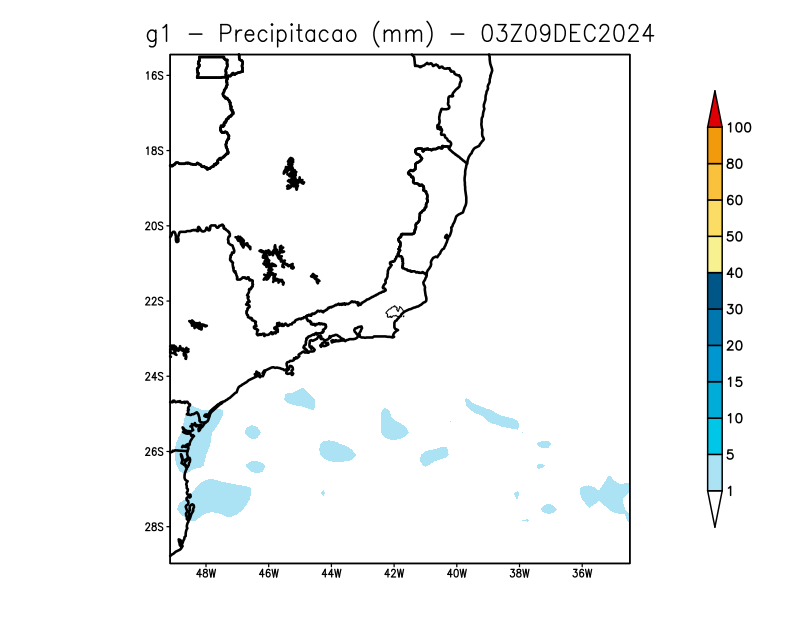 g1 – Precipitacao (mm) – 03Z09DEC2024
16S
18S
20S
22S
24S
26S
28S
48W 46W 44W 42W 40W 38W 36W
100
80
60
50
40
30
20
15
10
5
1